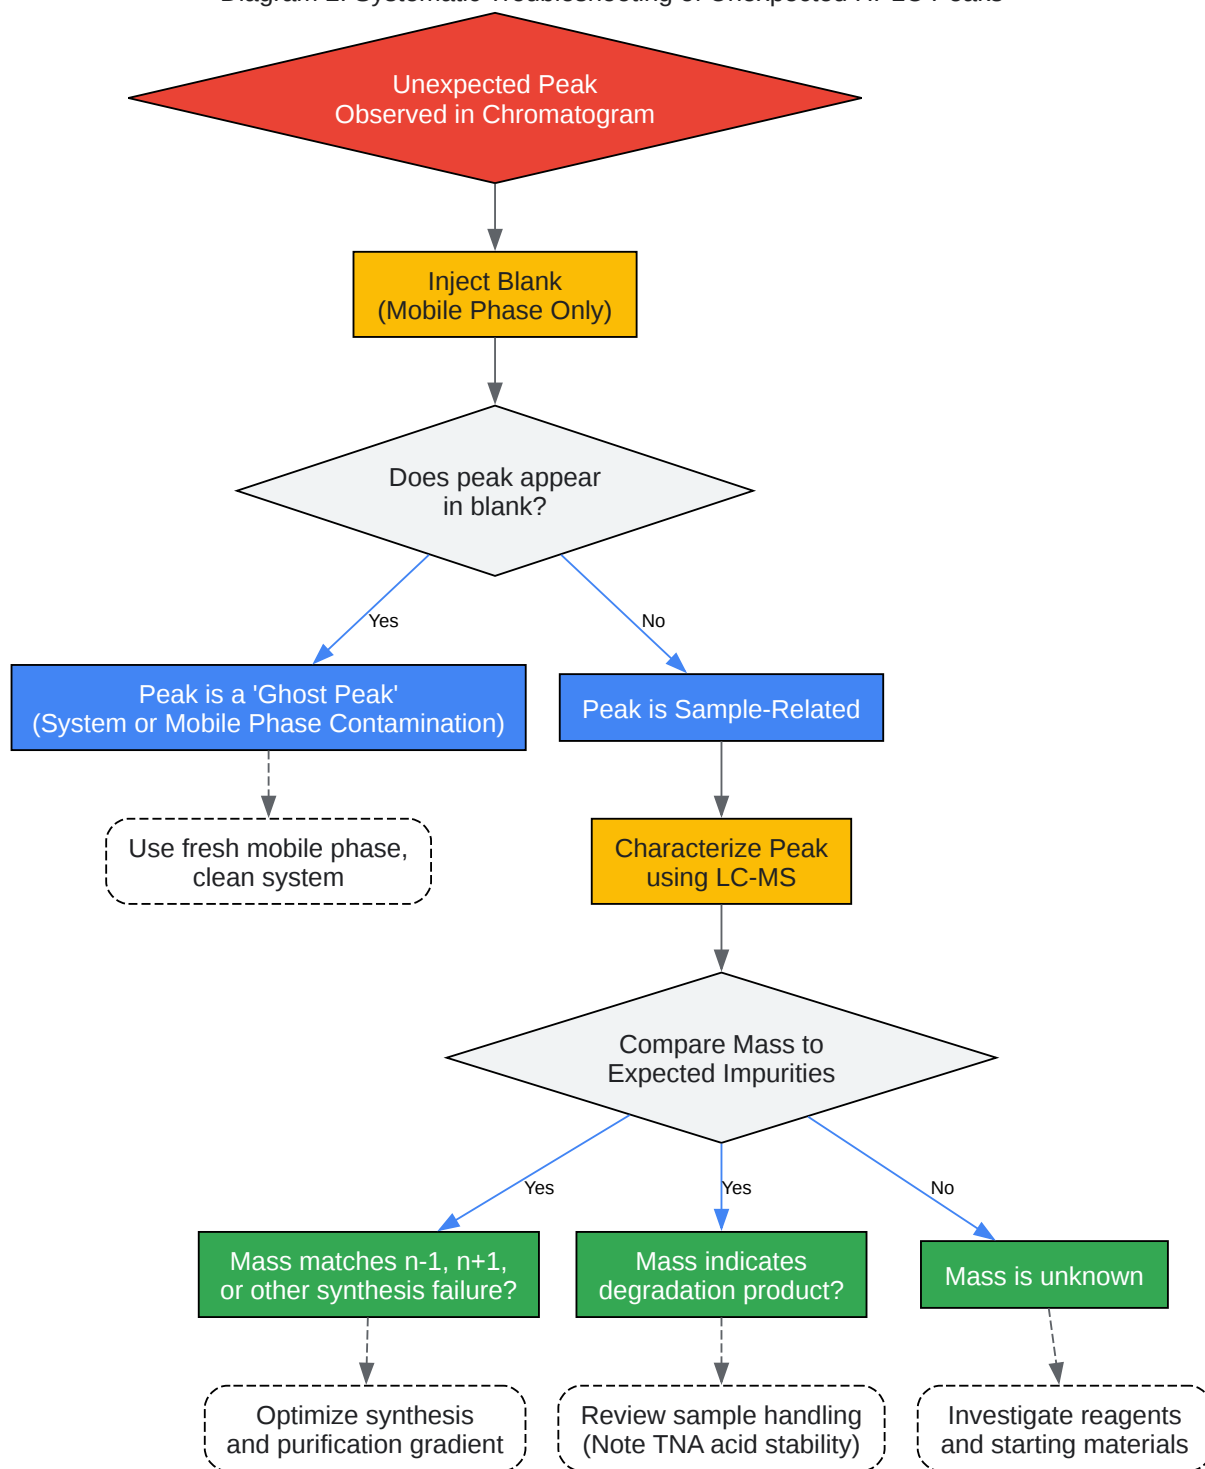 Unexpected Peak
Observed in Chromatogram
Inject Blank
(Mobile Phase Only)
Does peak appear
in blank?
Yes
No
Peak is a 'Ghost Peak'
(System or Mobile Phase Contamination)
Peak is Sample-Related
Use fresh mobile phase,
clean system
Characterize Peak
using LC-MS
Compare Mass to
Expected Impurities
Yes
Yes
No
Mass matches n-1, n+1,
or other synthesis failure?
Mass indicates
degradation product?
Mass is unknown
Optimize synthesis
and purification gradient
Review sample handling
(Note TNA acid stability)
Investigate reagents
and starting materials